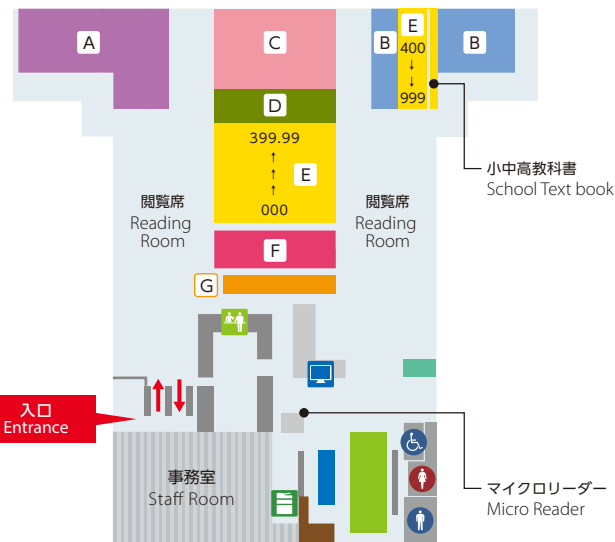 A
C
B
E
B
400
↓
↓
999
D
399.99
↑
↑
↑
E
000
小中高教科書
School Text book
閲覧席
Reading
Room
閲覧席
Reading
Room
F
G
入口
Entrance
事務室
Staff Room
マイクロリーダー
Micro Reader